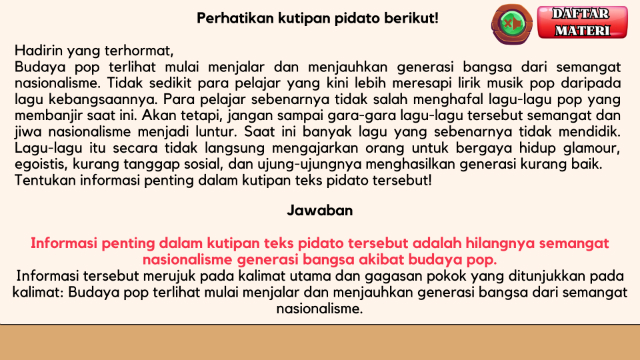 Perhatikan kutipan pidato berikut!
DAFTAR
MATERI
Hadirin yang terhormat,
Budaya pop terlihat mulai menjalar dan menjauhkan generasi bangsa dari semangat
nasionalisme. Tidak sedikit para pelajar yang kini lebih meresapi lirik musik pop daripada
lagu kebangsaannya. Para pelajar sebenarnya tidak salah menghafal lagu-lagu pop yang
membanjir saat ini. Akan tetapi, jangan sampai gara-gara lagu-lagu tersebut semangat dan
jiwa nasionalisme menjadi luntur. Saat ini banyak lagu yang sebenarnya tidak mendidik.
Lagu-lagu itu secara tidak langsung mengajarkan orang untuk bergaya hidup glamour,
egoistis, kurang tanggap sosial, dan ujung-ujungnya menghasilkan generasi kurang baik.
Tentukan informasi penting dalam kutipan teks pidato tersebut!
Jawaban
Informasi penting dalam kutipan teks pidato tersebut adalah hilangnya semangat
nasionalisme generasi bangsa akibat budaya pop.
Informasi tersebut merujuk pada kalimat utama dan gagasan pokok yang ditunjukkan pada
kalimat: Budaya pop terlihat mulai menjalar dan menjauhkan generasi bangsa dari semangat
nasionalisme.